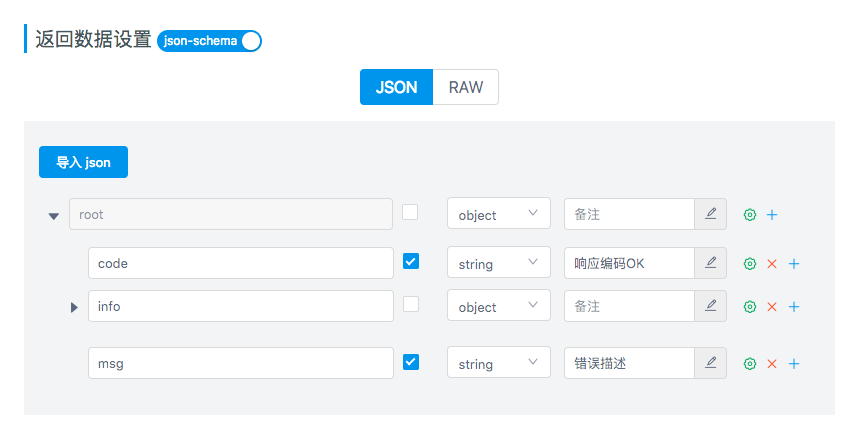 返回数据设置 json-schema
JSON RAW
导入 json
root object 备注
code string 响应编码OK
info object 备注
msg string 错误描述